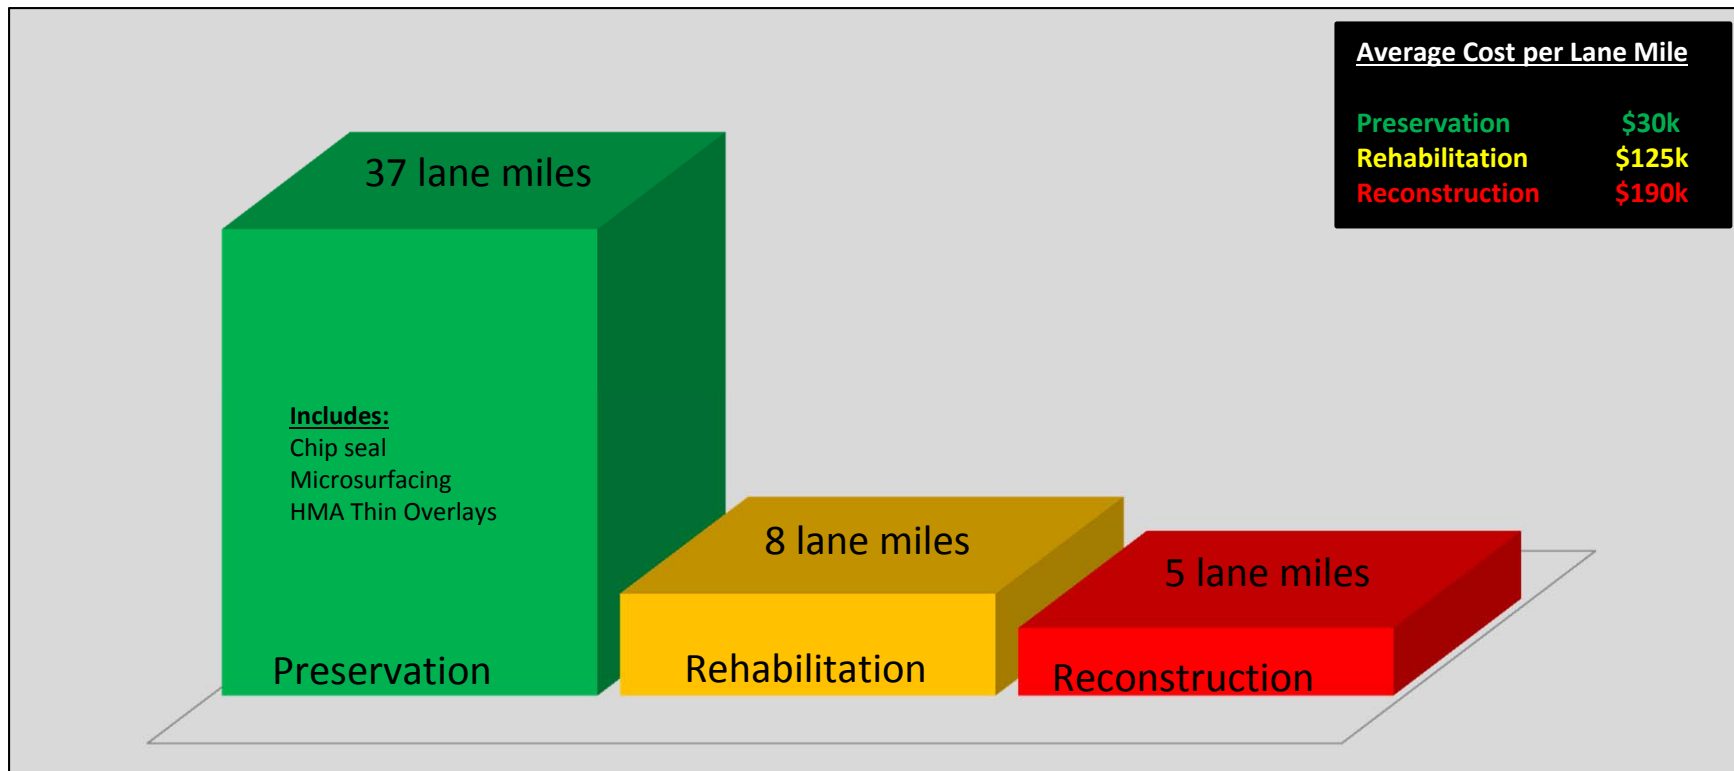 Average Cost per Lane Mile
Preservation $30k
Rehabilitation $125k
Reconstruction $190k
37 lane miles
Includes:
Chip seal
Microsurfacing
HMA Thin Overlays
Preservation
8 lane miles
Rehabilitation
5 lane miles
Reconstruction